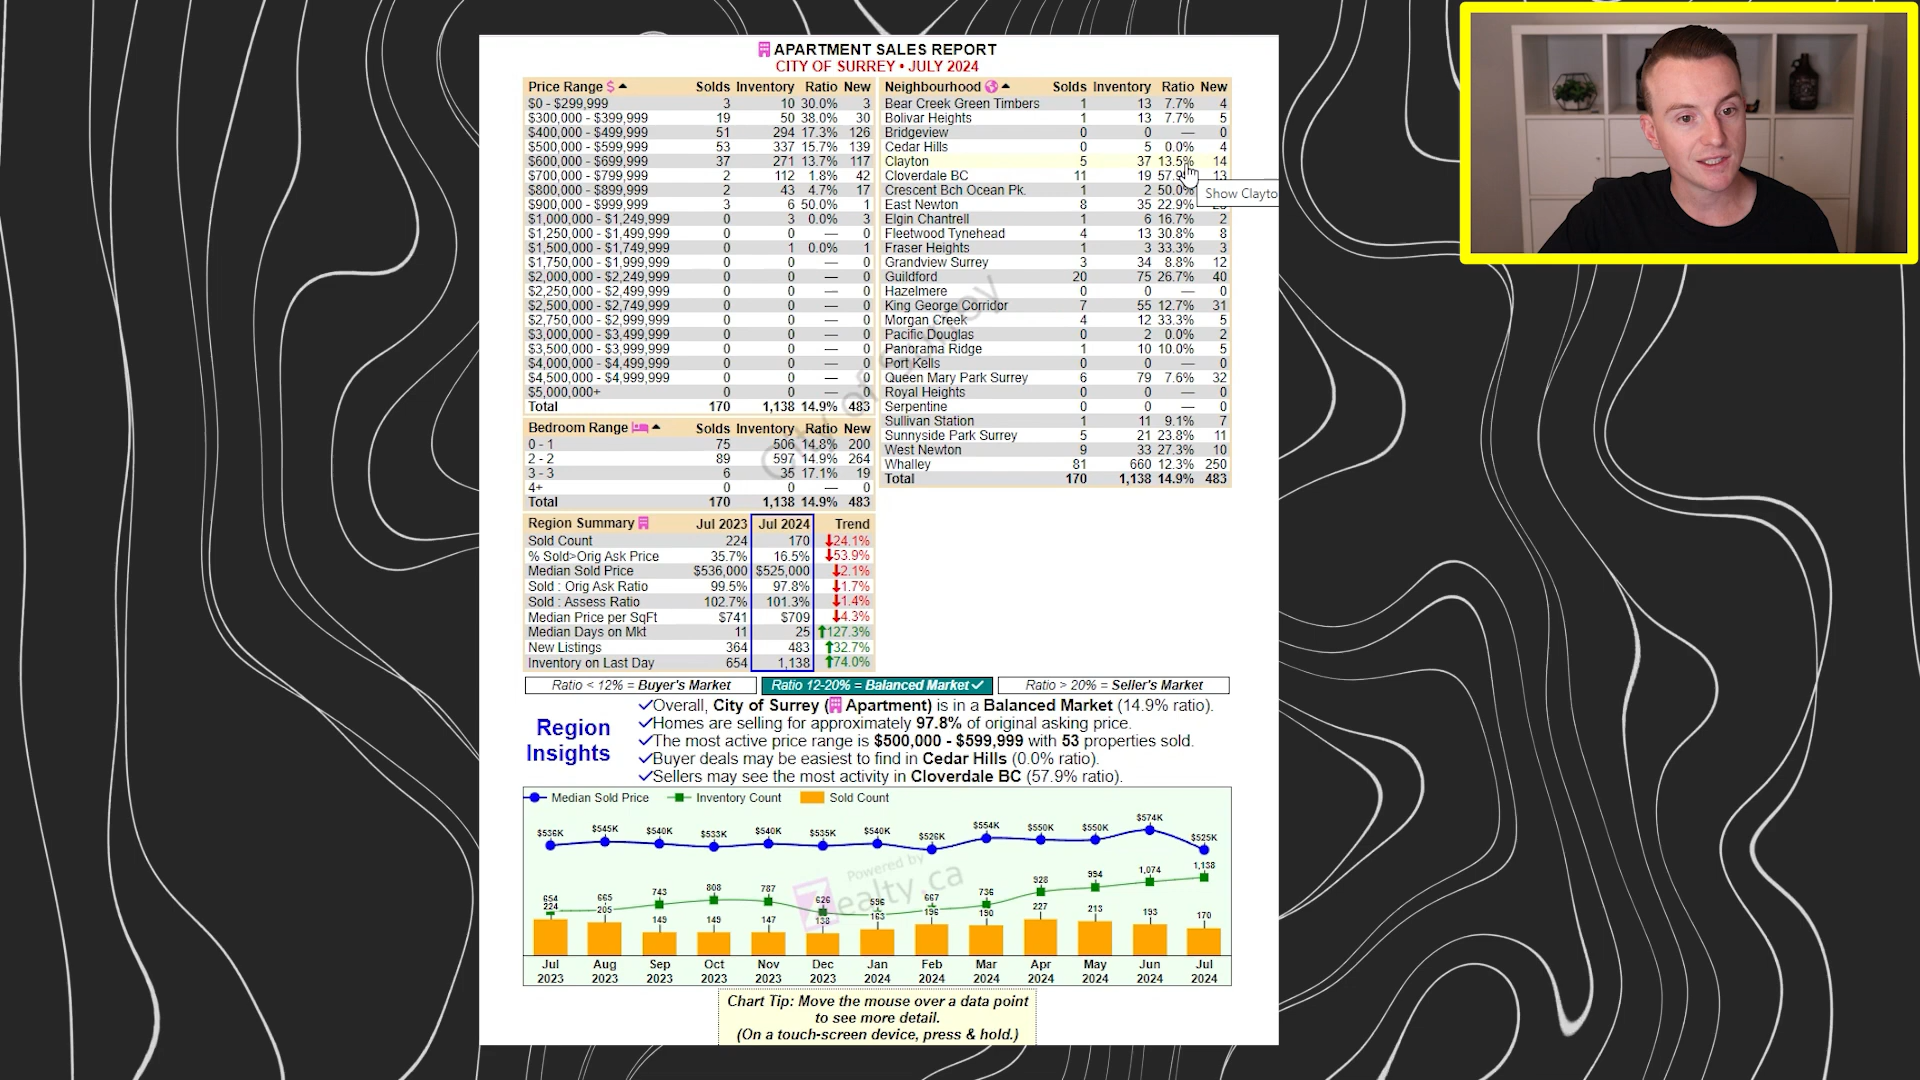 APARTMENT SALES REPORT
CITY OF SURREY • JULY 2024
Price Range $ Solds Inventory Ratio New
$0 - $299,999 3 10 30.0% 3
$300,000 - $399,999 19 50 38.0% 30
$400,000 - $499,999 51 294 17.3% 126
$500,000 - $599,999 53 337 15.7% 139
$600,000 - $699,999 37 271 13.7% 117
$700,000 - $799,999 2 112 1.8% 42
$800,000 - $899,999 2 43 4.7% 17
$900,000 - $999,999 3 6 50.0% 1
$1,000,000 - $1,249,999 0 3 0.0% 3
$1,250,000 - $1,499,999 0 0 — 0
$1,500,000 - $1,749,999 0 1 0.0% 1
$1,750,000 - $1,999,999 0 0 — 0
$2,000,000 - $2,249,999 0 0 — 0
$2,250,000 - $2,499,999 0 0 — 0
$2,500,000 - $2,749,999 0 0 — 0
$2,750,000 - $2,999,999 0 0 — 0
$3,000,000 - $3,499,999 0 0 — 0
$3,500,000 - $3,999,999 0 0 — 0
$4,000,000 - $4,499,999 0 0 — 0
$4,500,000 - $4,999,999 0 0 — 0
$5,000,000+ 0 0 — 0
Total 170 1,138 14.9% 483
Neighbourhood Solds Inventory Ratio New
Bear Creek Green Timbers 1 13 7.7% 4
Bolivar Heights 1 13 7.7% 5
Bridgeview 0 0 — 0
Cedar Hills 0 5 0.0% 4
Clayton 5 37 13.5% 14
Cloverdale BC 11 19 57.9% 13
Crescent Bch Ocean Pk. 1 2 50.0%
Show Clayto
East Newton 8 35 22.9%
Elgin Chantrell 1 6 16.7% 2
Fleetwood Tynehead 4 13 30.8% 8
Fraser Heights 1 3 33.3% 3
Grandview Surrey 3 34 8.8% 12
Guildford 20 75 26.7% 40
Hazelmere 0 0 — 0
King George Corridor 7 55 12.7% 31
Morgan Creek 4 12 33.3% 5
Pacific Douglas 0 2 0.0% 2
Panorama Ridge 1 10 10.0% 5
Port Kells 0 0 — 0
Queen Mary Park Surrey 6 79 7.6% 32
Royal Heights 0 0 — 0
Serpentine 0 0 — 0
Sullivan Station 1 11 9.1% 7
Sunnyside Park Surrey 5 21 23.8% 11
West Newton 9 33 27.3% 10
Whalley 81 660 12.3% 250
Total 170 1,138 14.9% 483
Bedroom Range Solds Inventory Ratio New
0 - 1 75 506 14.8% 200
2 - 2 89 597 14.9% 264
3 - 3 6 35 17.1% 19
4+ 0 0 — 0
Total 170 1,138 14.9% 483
Region Summary Jul 2023 Jul 2024 Trend
Sold Count 224 170 24.1%
% Sold>Orig Ask Price 35.7% 16.5% 53.9%
Median Sold Price $536,000 $525,000 2.1%
Sold : Orig Ask Ratio 99.5% 97.8% 1.7%
Sold : Assess Ratio 102.7% 101.3% 1.4%
Median Price per SqFt $741 $709 4.3%
Median Days on Mkt 11 25 127.3%
New Listings 364 483 32.7%
Inventory on Last Day 654 1,138 74.0%
Ratio < 12% = Buyer's Market Ratio 12-20% = Balanced Market Ratio > 20% = Seller's Market
Region Insights
Overall, City of Surrey (Apartment) is in a Balanced Market (14.9% ratio).
Homes are selling for approximately 97.8% of original asking price.
The most active price range is $500,000 - $599,999 with 53 properties sold.
Buyer deals may be easiest to find in Cedar Hills (0.0% ratio).
Sellers may see the most activity in Cloverdale BC (57.9% ratio).
Median Sold Price Inventory Count Sold Count
$536K $545K $540K $533K $540K $535K $540K $526K $554K $550K $550K $574K $525K
654 665 743 808 787 626 596 667 736 928 994 1,074 1,138
224 205 149 149 147 138 163 196 190 227 213 193 170
Powered by
ealty.ca
Jul Aug Sep Oct Nov Dec Jan Feb Mar Apr May Jun Jul
2023 2023 2023 2023 2023 2023 2024 2024 2024 2024 2024 2024 2024
Chart Tip: Move the mouse over a data point
to see more detail.
(On a touch-screen device, press & hold.)